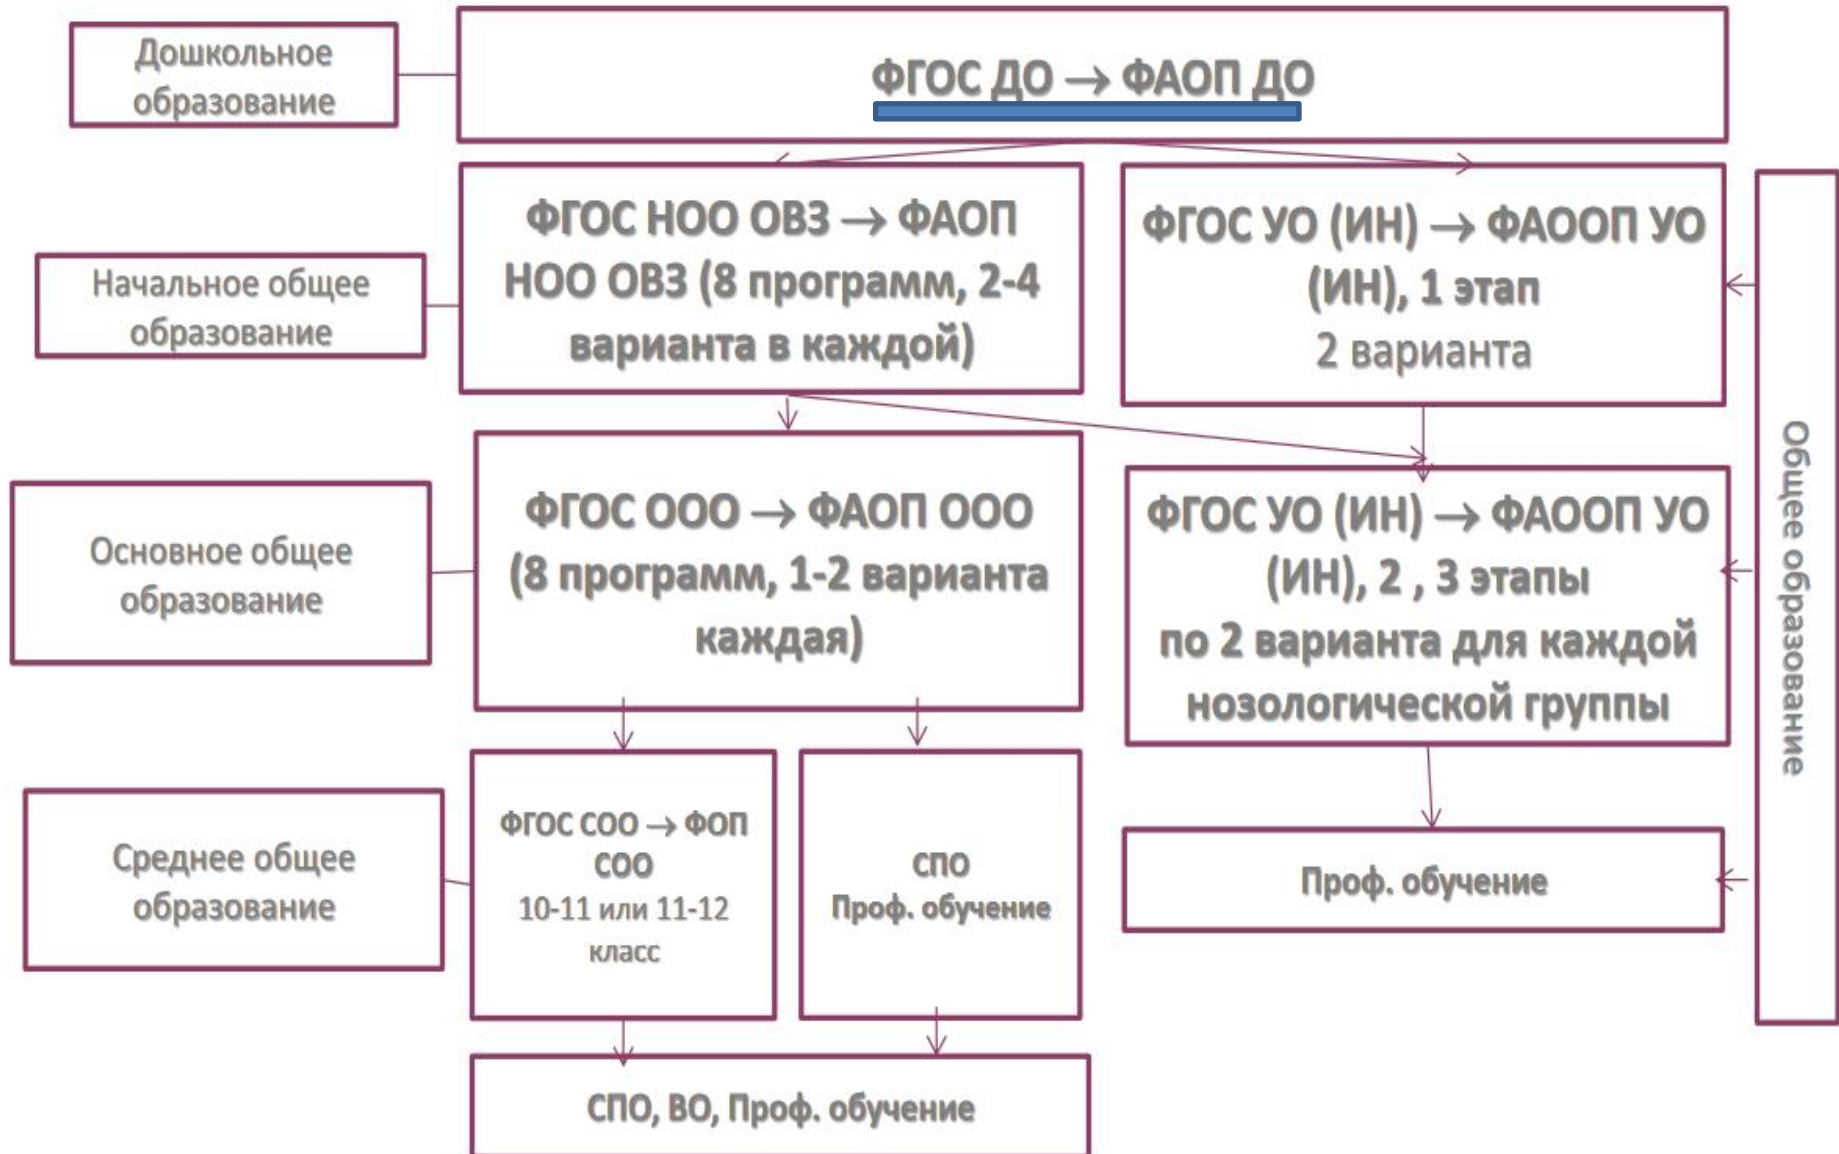 Дошкольное
образование
ФГОС ДО → ФАОП ДО
Начальное общее
образование
ФГОС НОО ОВЗ → ФАОП
НОО ОВЗ (8 программ, 2-4
варианта в каждой)
ФГОС УО (ИН) → ФАООП УО
(ИН), 1 этап
2 варианта
Общее образование
Основное общее
образование
ФГОС ООО → ФАОП ООО
(8 программ, 1-2 варианта
каждая)
ФГОС УО (ИН) → ФАООП УО
(ИН), 2 , 3 этапы
по 2 варианта для каждой
нозологической группы
Среднее общее
образование
ФГОС СОО → ФОП
СОО
10-11 или 11-12
класс
СПО
Проф. обучение
Проф. обучение
СПО, ВО, Проф. обучение